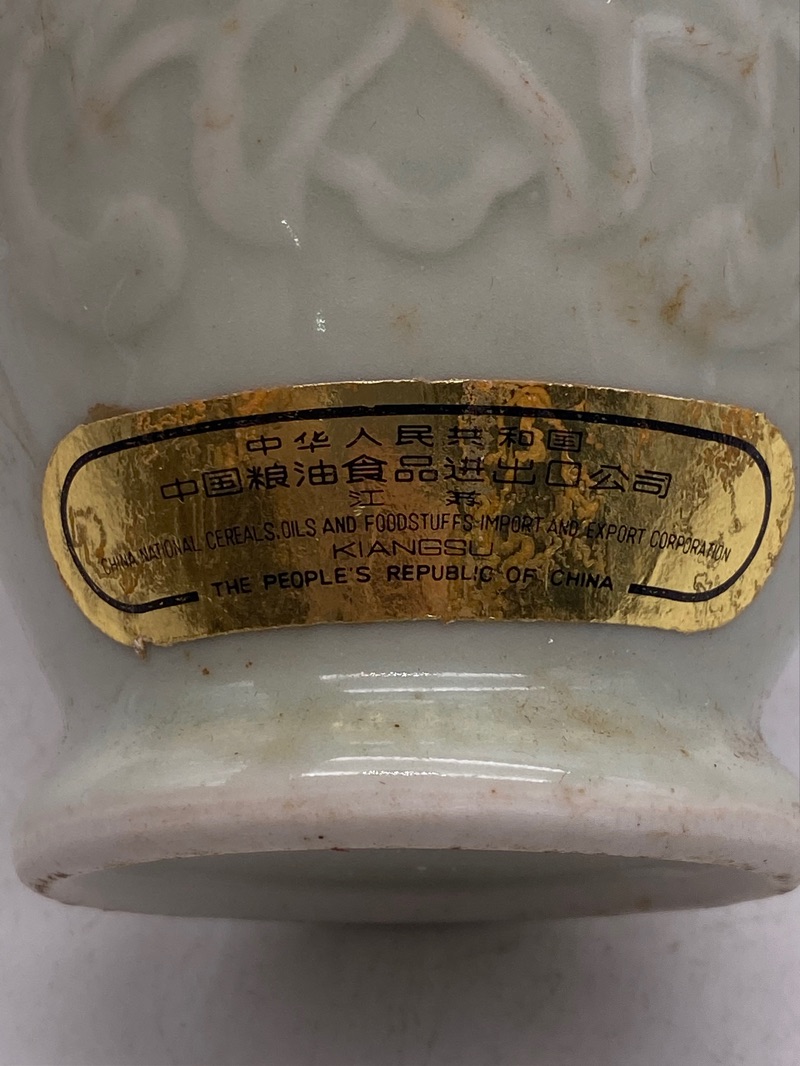 中华人民共和国
中国粮油食品进出口公司
江苏
CHINA NATIONAL CEREALS, OILS AND FOODSTUFFS IMPORT AND EXPORT CORPORATION
KIANGSU
THE PEOPLE'S REPUBLIC OF CHINA